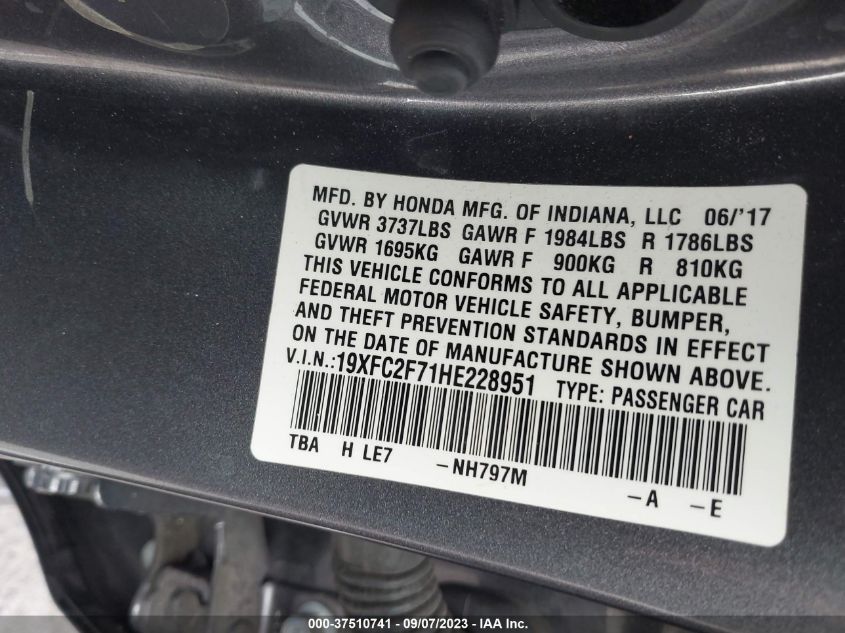 MFD. BY HONDA MFG. OF INDIANA, LLC 06/'17
GVWR 3737LBS GAWR F 1984LBS R 1786LBS
GVWR 1695KG GAWR F 900KG R 810KG
THIS VEHICLE CONFORMS TO ALL APPLICABLE
FEDERAL MOTOR VEHICLE SAFETY, BUMPER,
AND THEFT PREVENTION STANDARDS IN EFFECT
ON THE DATE OF MANUFACTURE SHOWN ABOVE.
V.I.N.:19XFC2F71HE228951 TYPE: PASSENGER CAR
TBA H LE7 -NH797M -A -E
000-37510741 - 09/07/2023 - IAA Inc.